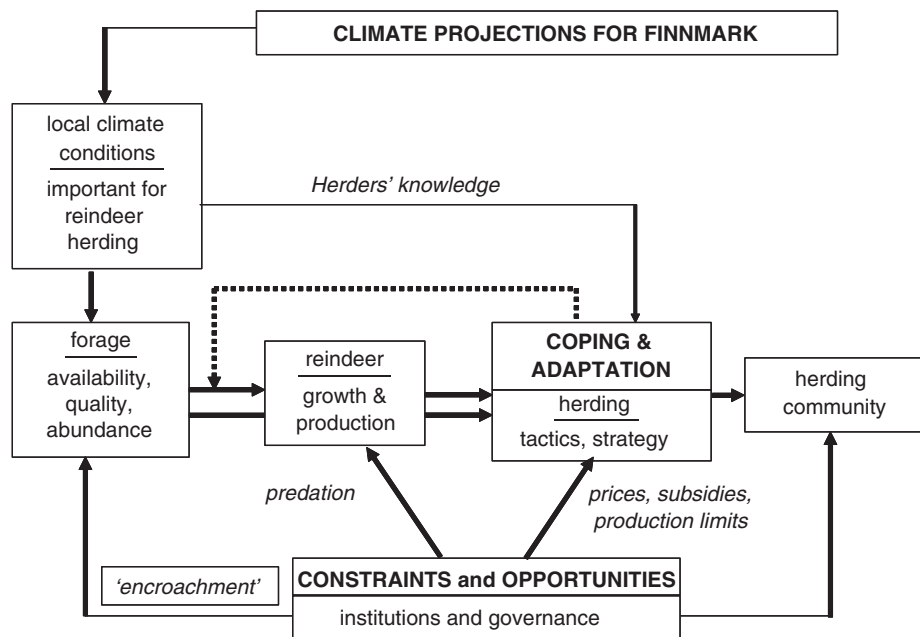 CLIMATE PROJECTIONS FOR FINNMARK
local climate
conditions
important for
reindeer
herding
Herders’ knowledge
forage
availability,
quality,
abundance
reindeer
growth &
production
COPING &
ADAPTATION
herding
tactics, strategy
herding
community
predation
prices, subsidies,
production limits
‘encroachment’
CONSTRAINTS and OPPORTUNITIES
institutions and governance